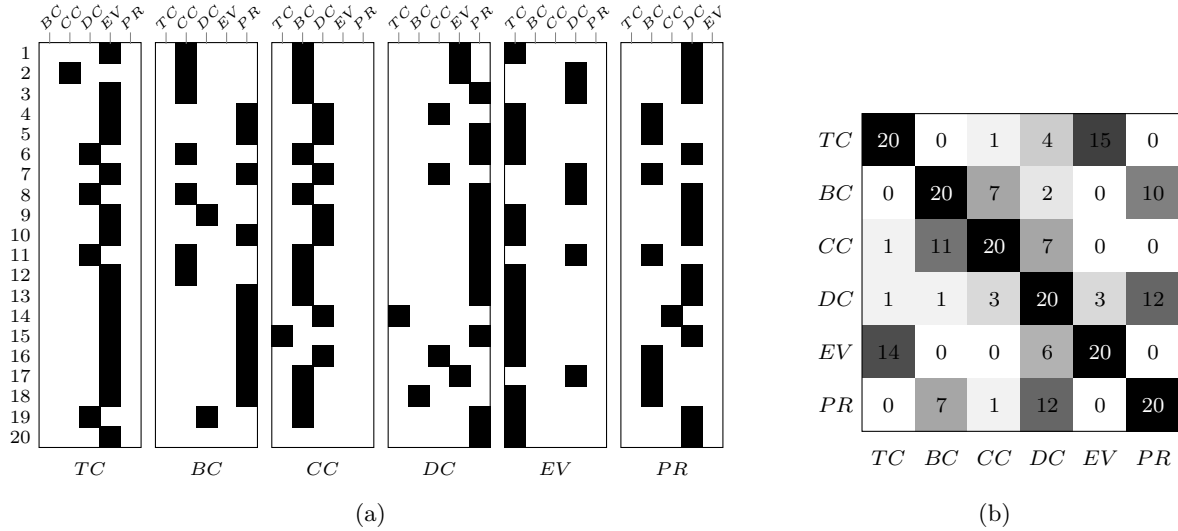 BC CC DC EV PR TC CC DC EV PR TC BC DC EV PR TC BC CC EV PR TC BC CC DC PR TC BC CC DC EV
1
2
3
4
5
6
7
8
9
10
11
12
13
14
15
16
17
18
19
20
TC BC CC DC EV PR
(a)
TC 20 0 1 4 15 0
BC 0 20 7 2 0 10
CC 1 11 20 7 0 0
DC 1 1 3 20 3 12
EV 14 0 0 6 20 0
PR 0 7 1 12 0 20
TC BC CC DC EV PR
(b)